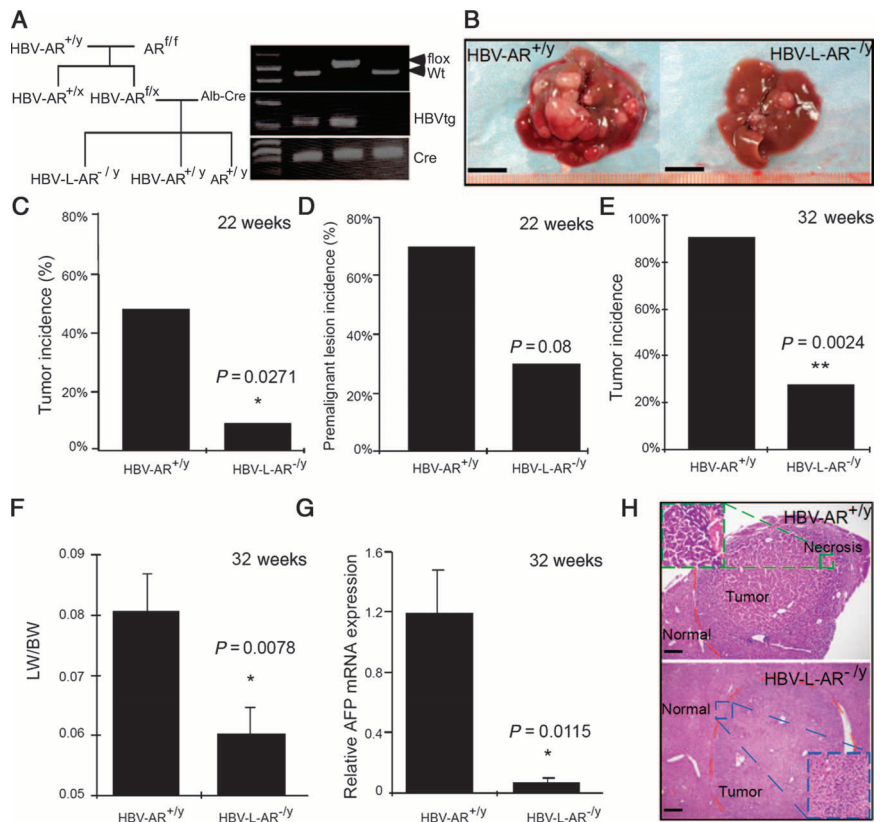 A
HBV-AR+/y
ARf/f
HBV-AR+/x
HBV-ARf/x
Alb-Cre
HBV-L-AR-/y
HBV-AR+/y
AR+/y
flox
Wt
HBVtg
Cre
B
HBV-AR+/y
HBV-L-AR-/y
C
22 weeks
Tumor incidence (%)
80%
60%
40%
20%
0%
P = 0.0271
*
HBV-AR+/y
HBV-L-AR-/y
D
22 weeks
Premalignant lesion incidence (%)
80%
60%
40%
20%
0%
P = 0.08
HBV-AR+/y
HBV-L-AR-/y
E
32 weeks
Tumor incidence
100%
80%
60%
40%
20%
0%
P = 0.0024
**
HBV-AR+/y
HBV-L-AR-/y
F
32 weeks
LW/BW
0.09
0.08
0.07
0.06
0.05
P = 0.0078
*
HBV-AR+/y
HBV-L-AR-/y
G
32 weeks
Relative AFP mRNA expression
1.6
1.2
0.8
0.4
0
P = 0.0115
*
HBV-AR+/y
HBV-L-AR-/y
H
HBV-AR+/y
Necrosis
Tumor
Normal
HBV-L-AR-/y
Normal
Tumor